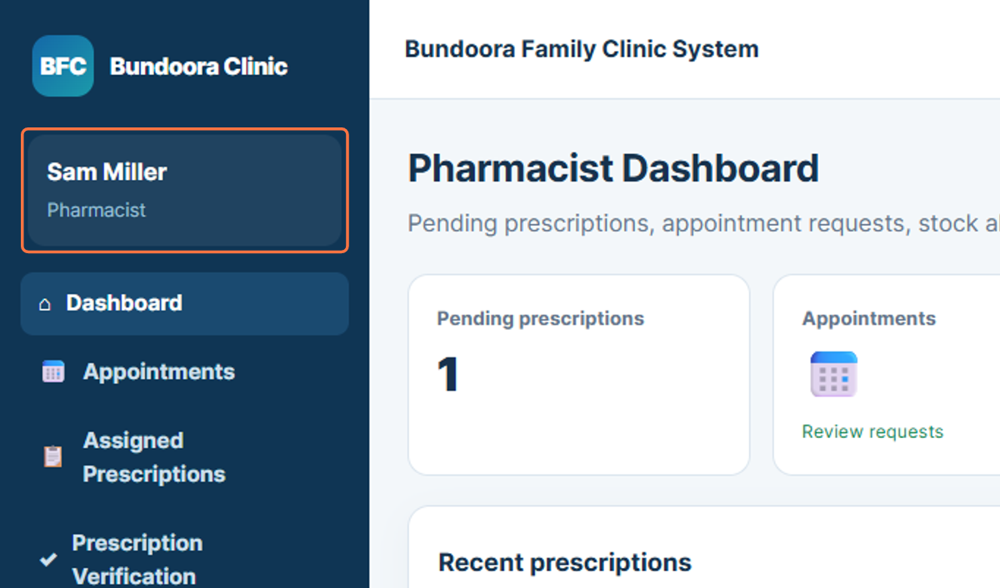 BFC Bundoora Clinic
Sam Miller
Pharmacist
Dashboard
Appointments
Assigned
Prescriptions
Prescription
Verification
Bundoora Family Clinic System
Pharmacist Dashboard
Pending prescriptions, appointment requests, stock
Pending prescriptions
1
Appointments
Review requests
Recent prescriptions